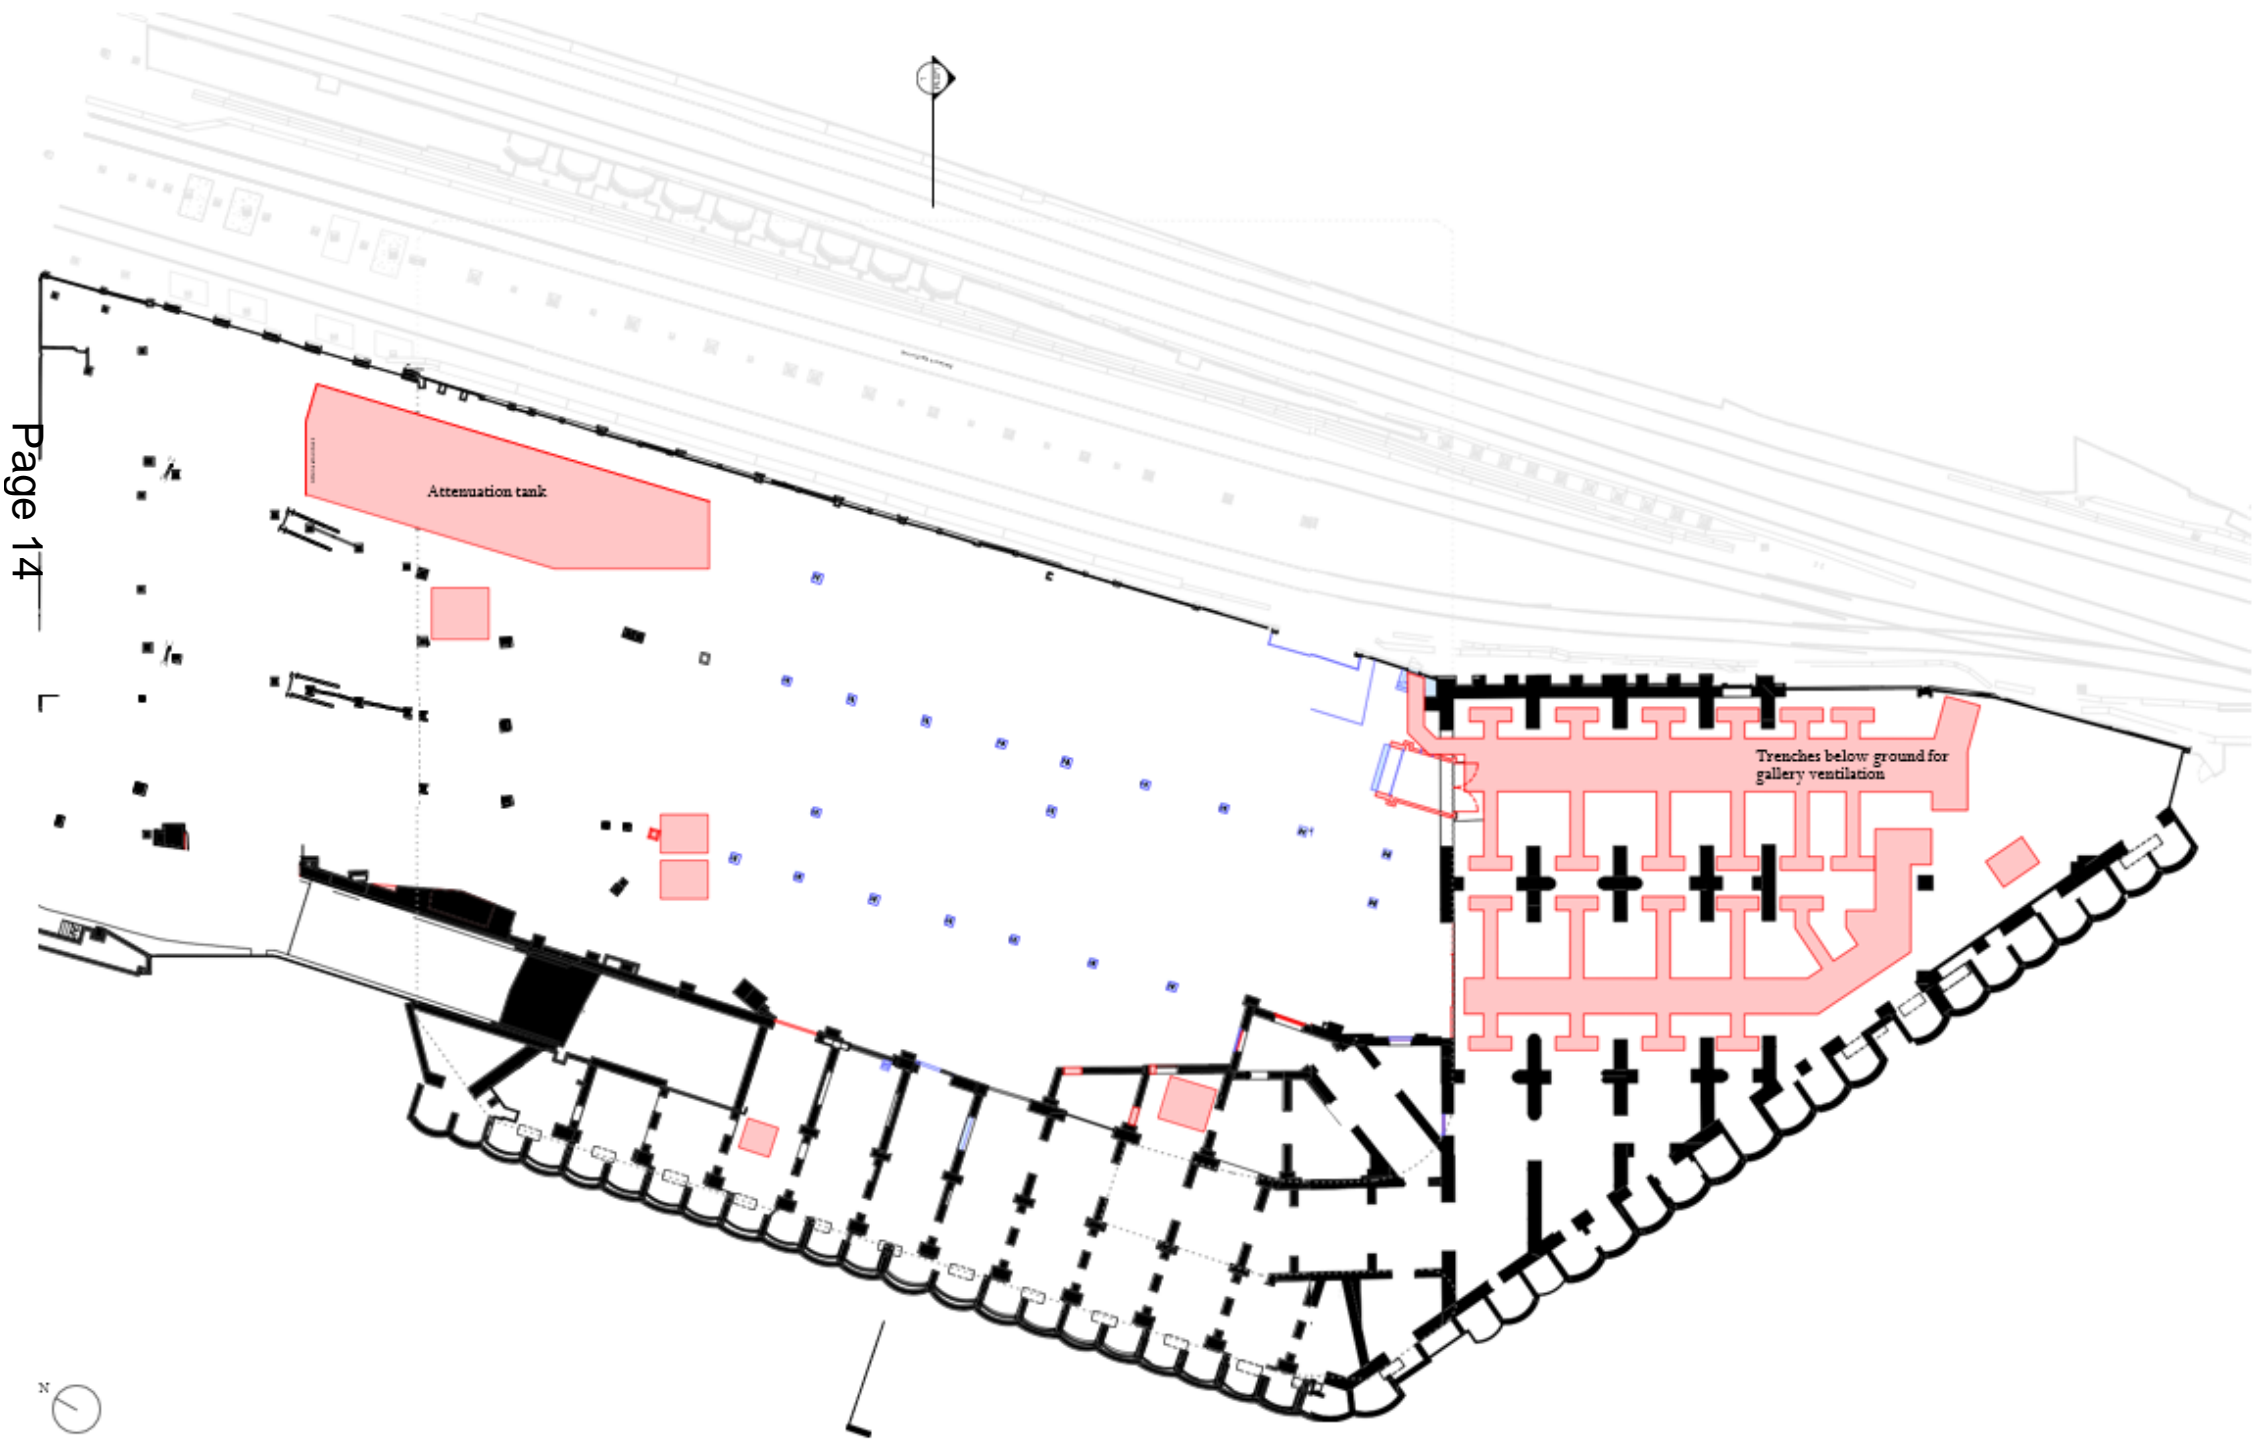 Page 14
Attenuation tank
Trenches below ground for
gallery ventilation
N